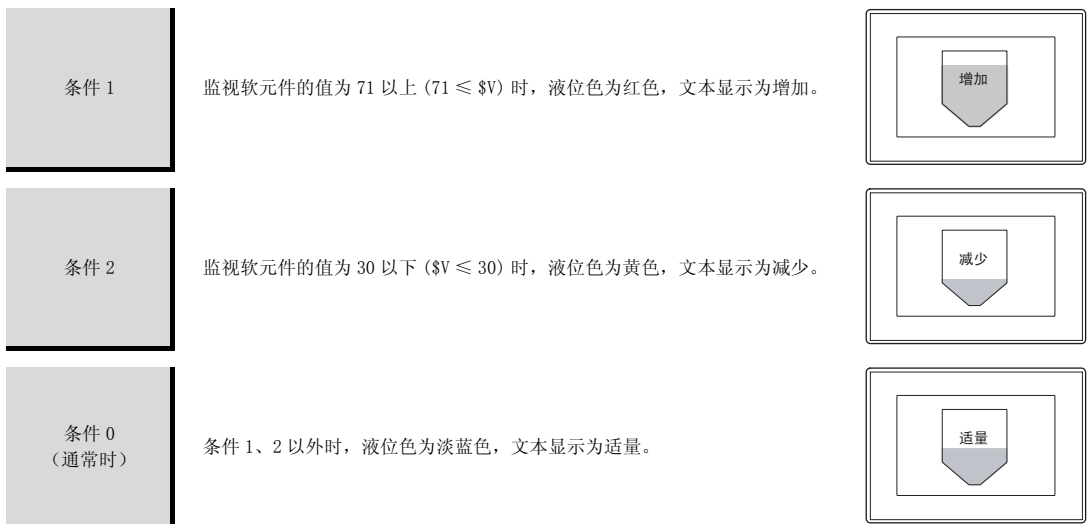 条件 1
监视软元件的值为 71 以上 (71 ≤ $V) 时，液位色为红色，文本显示为增加。
增加
条件 2
监视软元件的值为 30 以下 ($V ≤ 30) 时，液位色为黄色，文本显示为减少。
减少
条件 0
（通常时）
条件 1、2 以外时，液位色为淡蓝色，文本显示为适量。
适量